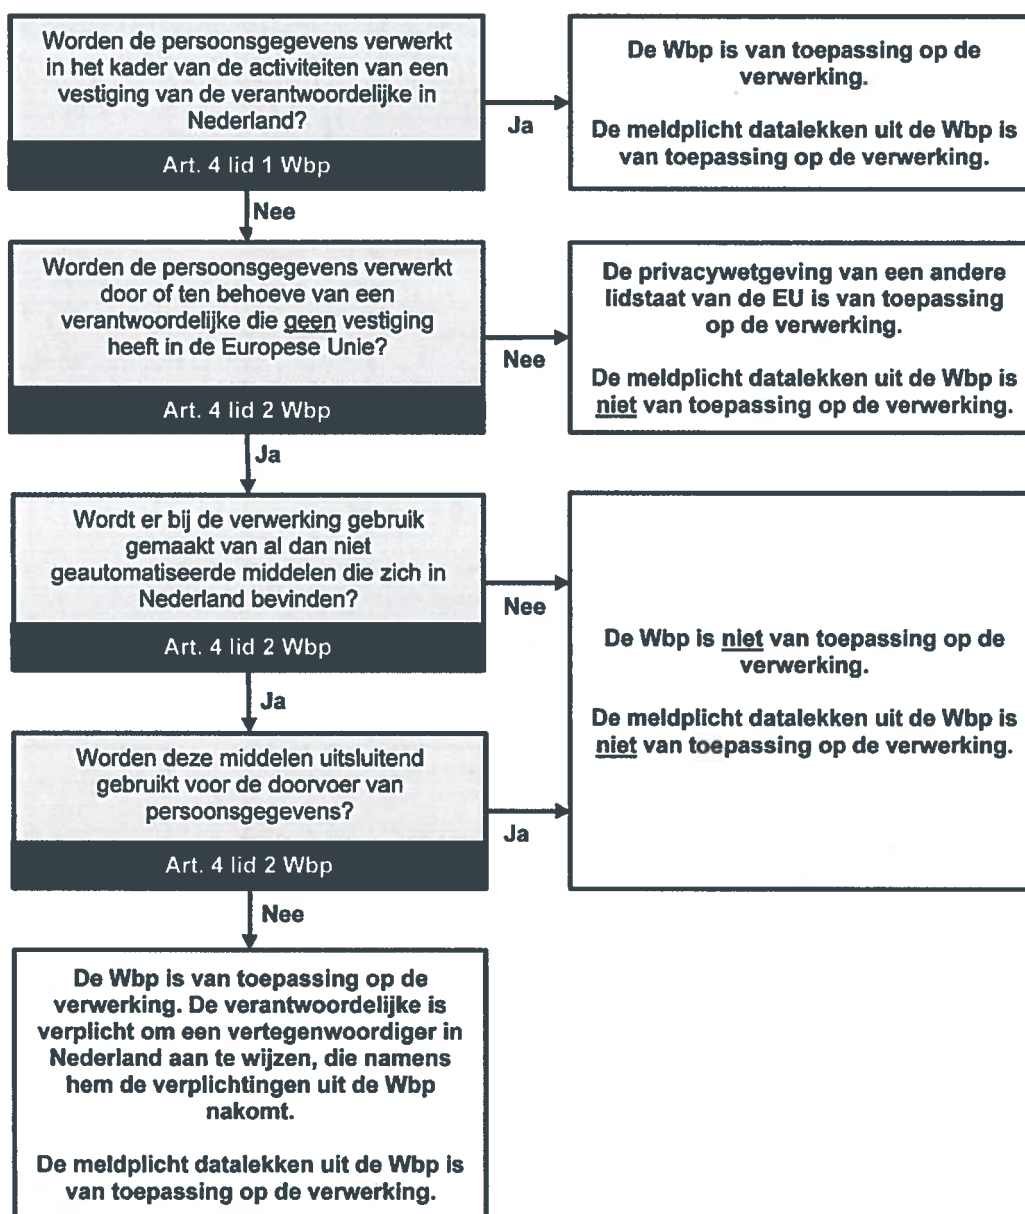 Worden de persoonsgegevens verwerkt
in het kader van de activiteiten van een
vestiging van de verantwoordelijke in
Nederland?
Art. 4 lid 1 Wbp
Ja
De Wbp is van toepassing op de
verwerking.
De meldplicht datalekken uit de Wbp is
van toepassing op de verwerking.
Nee
Worden de persoonsgegevens verwerkt
door of ten behoeve van een
verantwoordelijke die geen vestiging
heeft in de Europese Unie?
Art. 4 lid 2 Wbp
Nee
De privacywetgeving van een andere
lidstaat van de EU is van toepassing
op de verwerking.
De meldplicht datalekken uit de Wbp is
niet van toepassing op de verwerking.
Ja
Wordt er bij de verwerking gebruik
gemaakt van al dan niet
geautomatiseerde middelen die zich in
Nederland bevinden?
Art. 4 lid 2 Wbp
Nee
De Wbp is niet van toepassing op de
verwerking.
De meldplicht datalekken uit de Wbp is
niet van toepassing op de verwerking.
Ja
Worden deze middelen uitsluitend
gebruikt voor de doorvoer van
persoonsgegevens?
Art. 4 lid 2 Wbp
Ja
Nee
De Wbp is van toepassing op de
verwerking. De verantwoordelijke is
verplicht om een vertegenwoordiger in
Nederland aan te wijzen, die namens
hem de verplichtingen uit de Wbp
nakomt.
De meldplicht datalekken uit de Wbp is
van toepassing op de verwerking.